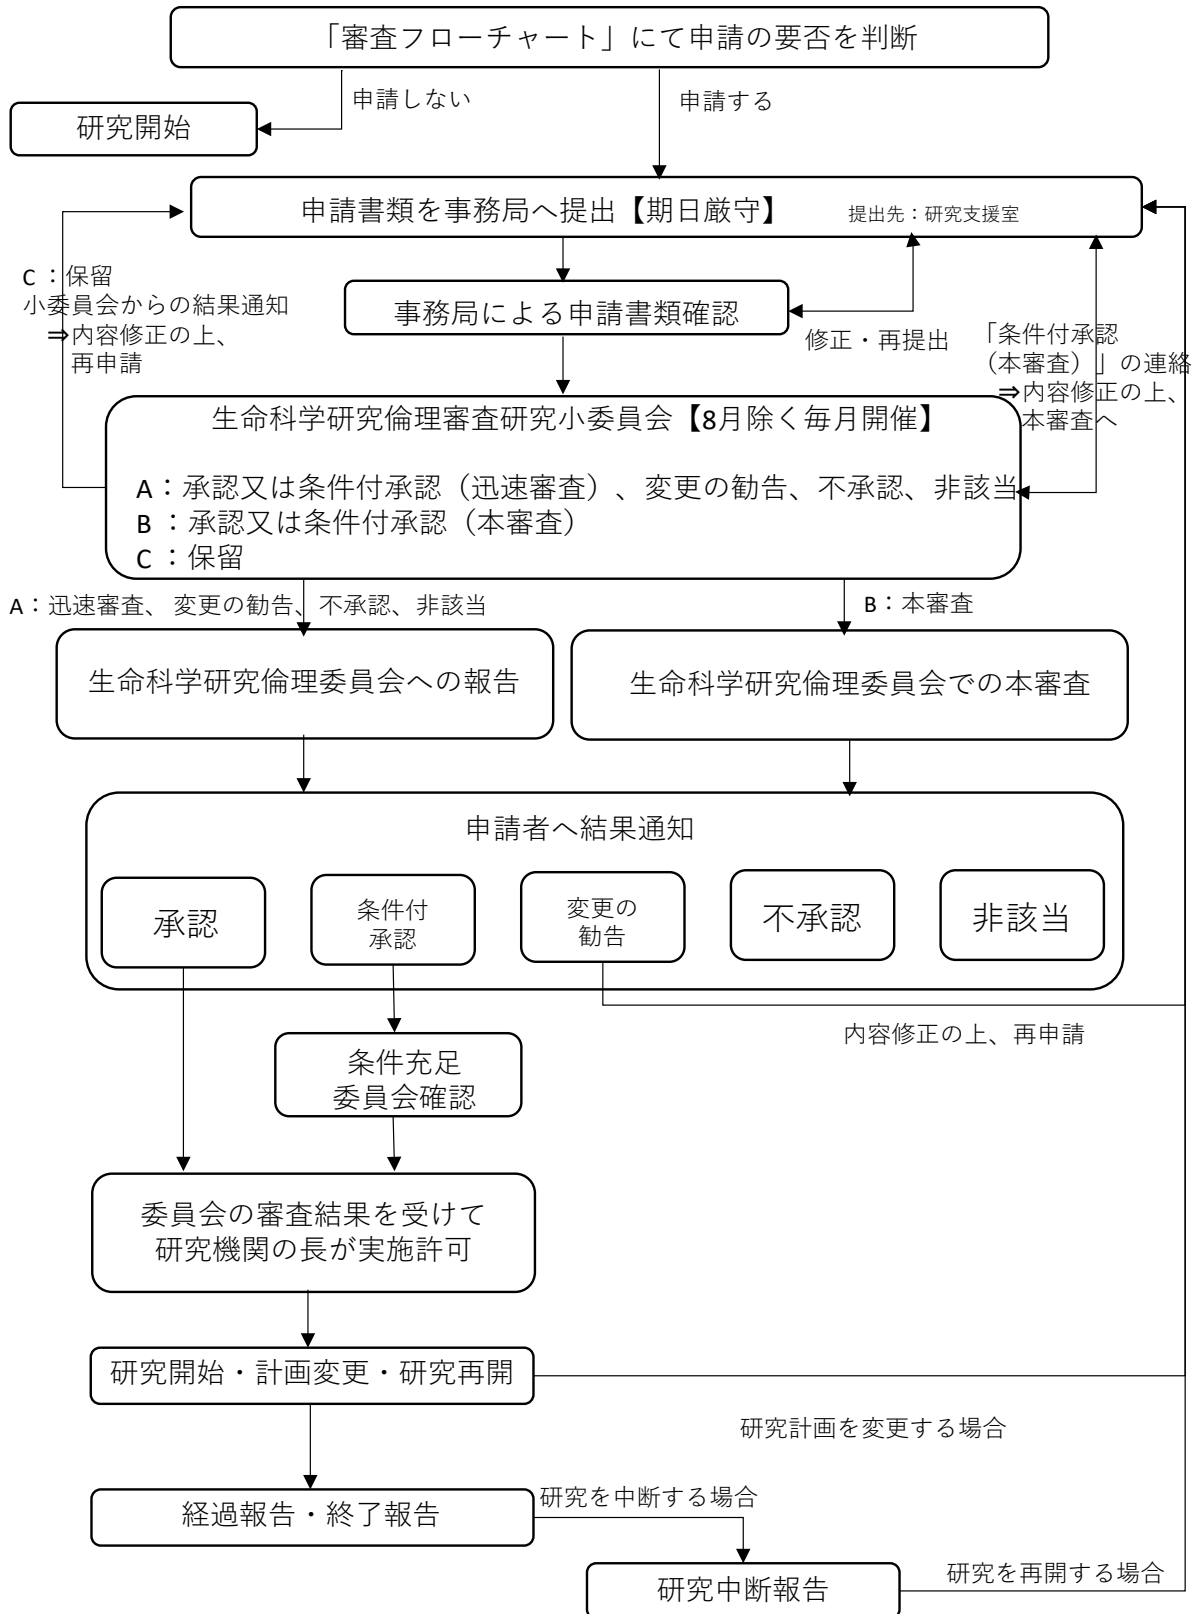 「審査フローチャート」にて申請の要否を判断
申請しない
申請する
研究開始
申請書類を事務局へ提出【期日厳守】 提出先：研究支援室
C：保留
小委員会からの結果通知
⇒内容修正の上、
再申請
事務局による申請書類確認
修正・再提出
「条件付承認
（本審査）」の連絡
⇒内容修正の上、
本審査へ
生命科学研究倫理審査研究小委員会【8月除く毎月開催】
A：承認又は条件付承認（迅速審査）、変更の勧告、不承認、非該当
B：承認又は条件付承認（本審査）
C：保留
A：迅速審査、変更の勧告、不承認、非該当
B：本審査
生命科学研究倫理委員会への報告
生命科学研究倫理委員会での本審査
申請者へ結果通知
承認
条件付
承認
変更の
勧告
不承認
非該当
内容修正の上、再申請
条件充足
委員会確認
委員会の審査結果を受けて
研究機関の長が実施許可
研究開始・計画変更・研究再開
研究計画を変更する場合
経過報告・終了報告
研究を中断する場合
研究中断報告
研究を再開する場合